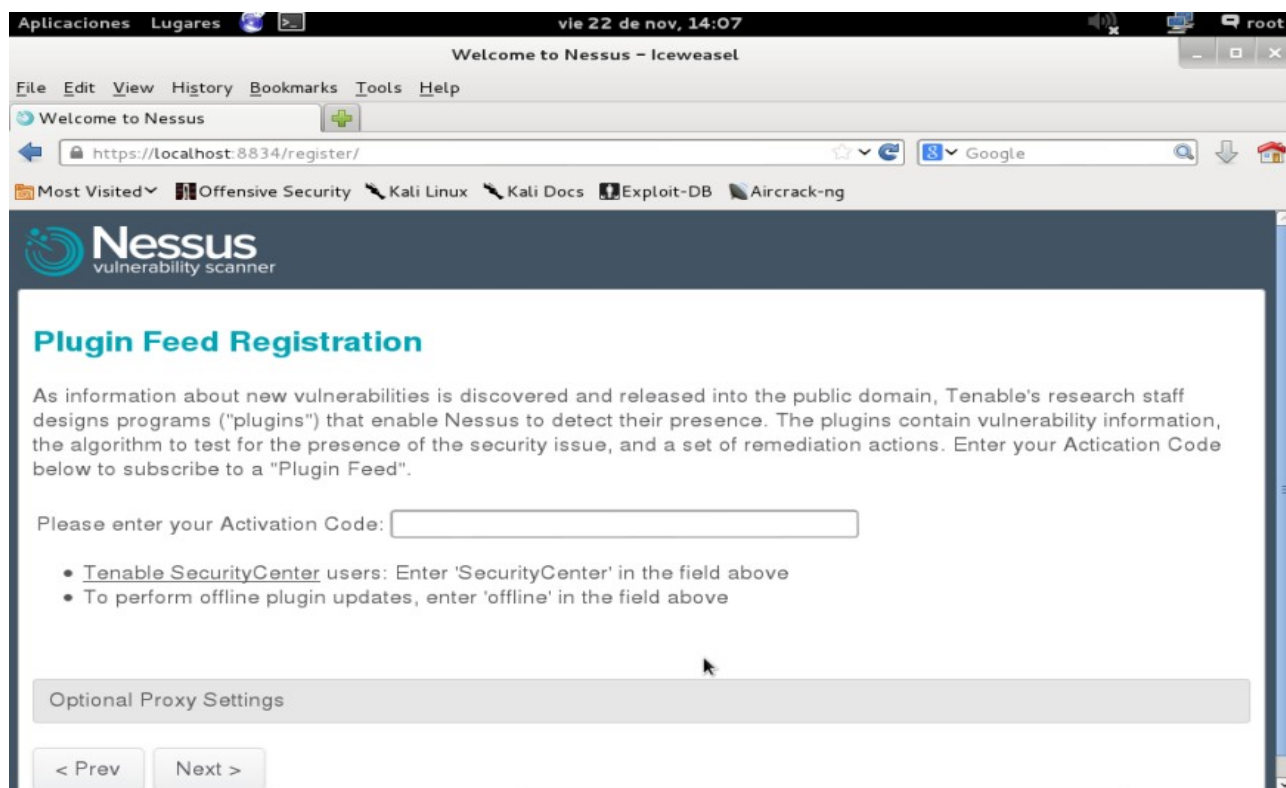 Aplicaciones Lugares vie 22 de nov, 14:07 root
Welcome to Nessus - Iceweasel
File Edit View History Bookmarks Tools Help
Welcome to Nessus
https://localhost:8834/register/ 8 Google
Most Visited Offensive Security Kali Linux Kali Docs Exploit-DB Aircrack-ng
Nessus
vulnerability scanner
Plugin Feed Registration
As information about new vulnerabilities is discovered and released into the public domain, Tenable's research staff
designs programs ("plugins") that enable Nessus to detect their presence. The plugins contain vulnerability information,
the algorithm to test for the presence of the security issue, and a set of remediation actions. Enter your Actication Code
below to subscribe to a "Plugin Feed".
Please enter your Activation Code:
• Tenable SecurityCenter users: Enter 'SecurityCenter' in the field above
• To perform offline plugin updates, enter 'offline' in the field above
Optional Proxy Settings
< Prev Next >